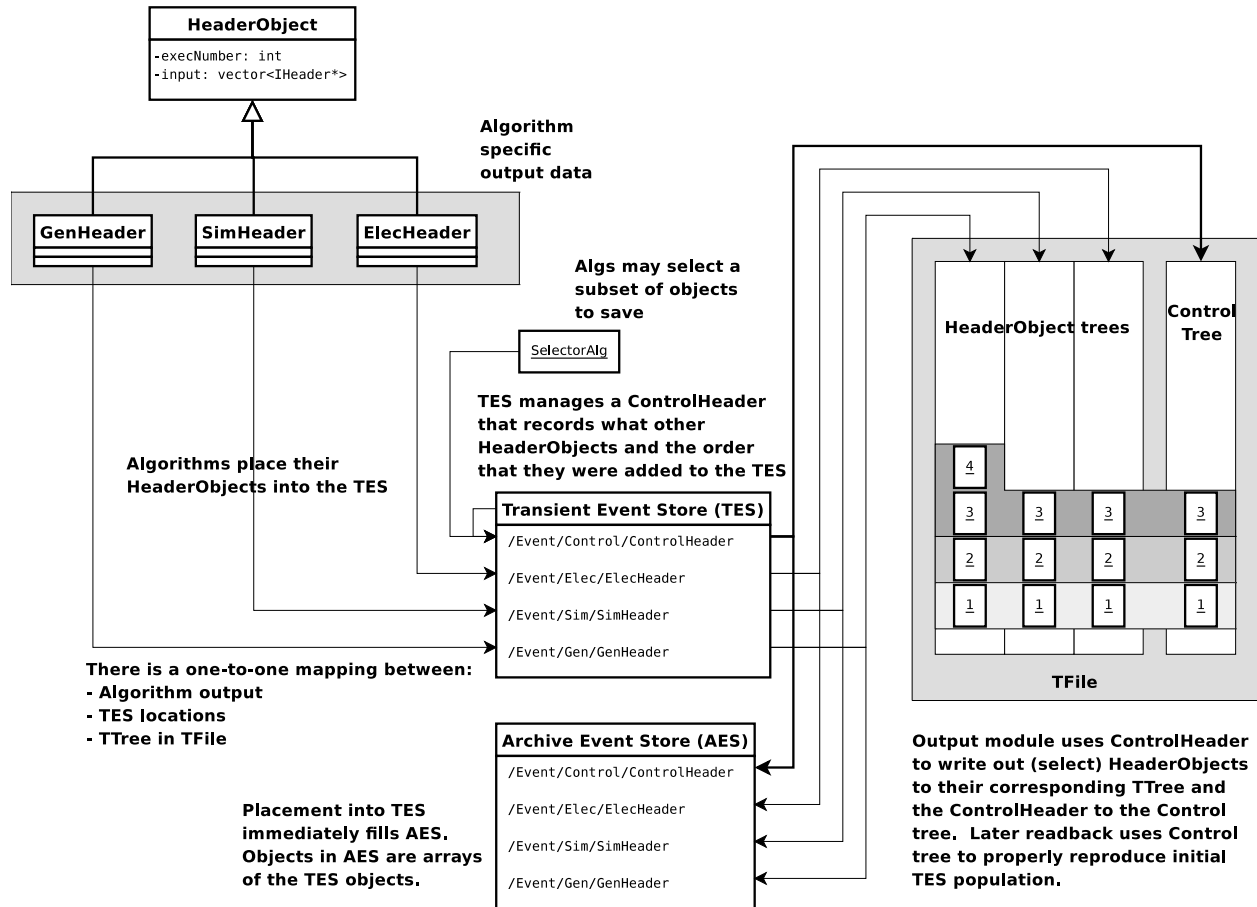 HeaderObject
-execNumber: int
-input: vector<IHeader*>
Algorithm
specific
output data
GenHeader
SimHeader
ElecHeader
Algs may select a
subset of objects
to save
SelectorAlg
TES manages a ControlHeader
that records what other
HeaderObjects and the order
that they were added to the TES
Algorithms place their
HeaderObjects into the TES
Transient Event Store (TES)
/Event/Control/ControlHeader
/Event/Elec/ElecHeader
/Event/Sim/SimHeader
/Event/Gen/GenHeader
There is a one-to-one mapping between:
- Algorithm output
- TES locations
- TTree in TFile
Archive Event Store (AES)
/Event/Control/ControlHeader
/Event/Elec/ElecHeader
/Event/Sim/SimHeader
/Event/Gen/GenHeader
Placement into TES
immediately fills AES.
Objects in AES are arrays
of the TES objects.
HeaderObject trees
Control
Tree
4
3 3 3 3
2 2 2 2
1 1 1 1
TFile
Output module uses ControlHeader
to write out (select) HeaderObjects
to their corresponding TTree and
the ControlHeader to the Control
tree. Later readback uses Control
tree to properly reproduce initial
TES population.